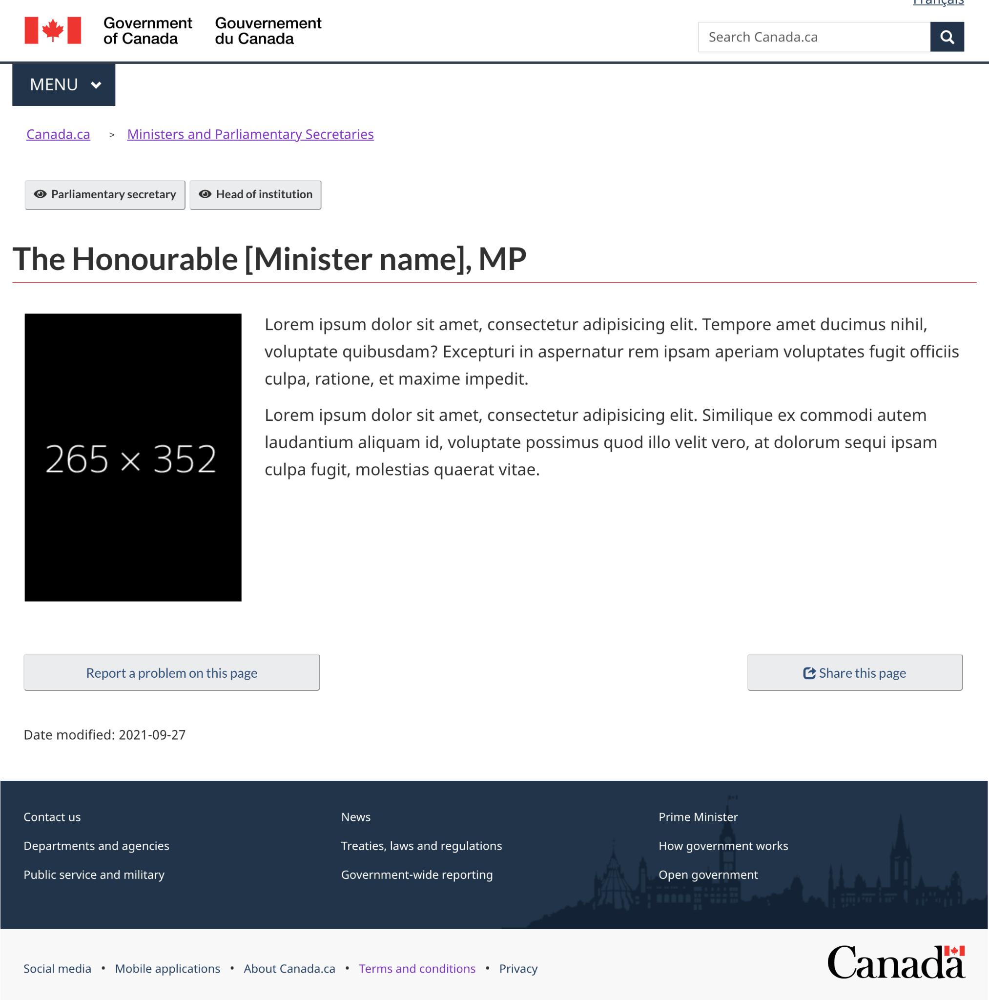 Français
Government
of Canada
Gouvernement
du Canada
Search Canada.ca
MENU
Canada.ca > Ministers and Parliamentary Secretaries
Parliamentary secretary Head of institution
The Honourable [Minister name], MP
265 × 352
Lorem ipsum dolor sit amet, consectetur adipisicing elit. Tempore amet ducimus nihil,
voluptate quibusdam? Excepturi in aspernatur rem ipsam aperiam voluptates fugit officiis
culpa, ratione, et maxime impedit.
Lorem ipsum dolor sit amet, consectetur adipisicing elit. Similique ex commodi autem
laudantium aliquam id, voluptate possimus quod illo velit vero, at dolorum sequi ipsam
culpa fugit, molestias quaerat vitae.
Report a problem on this page
Share this page
Date modified: 2021-09-27
Contact us
Departments and agencies
Public service and military
News
Treaties, laws and regulations
Government-wide reporting
Prime Minister
How government works
Open government
Social media • Mobile applications • About Canada.ca • Terms and conditions • Privacy
Canada